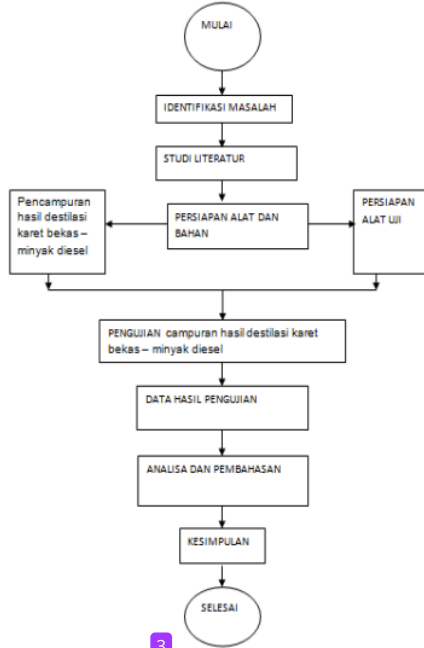 MULAI
IDENTIFIKASI MASALAH
STUDI LITERATUR
Pencampuran
hasil destilasi
karet bekas –
minyak diesel
PERSIAPAN ALAT DAN
BAHAN
PERSIAPAN
ALAT UJI
PENGUJIAN campuran hasil destilasi karet
bekas – minyak diesel
DATA HASIL PENGUJIAN
ANALISA DAN PEMBAHASAN
KESIMPULAN
SELESAI
3